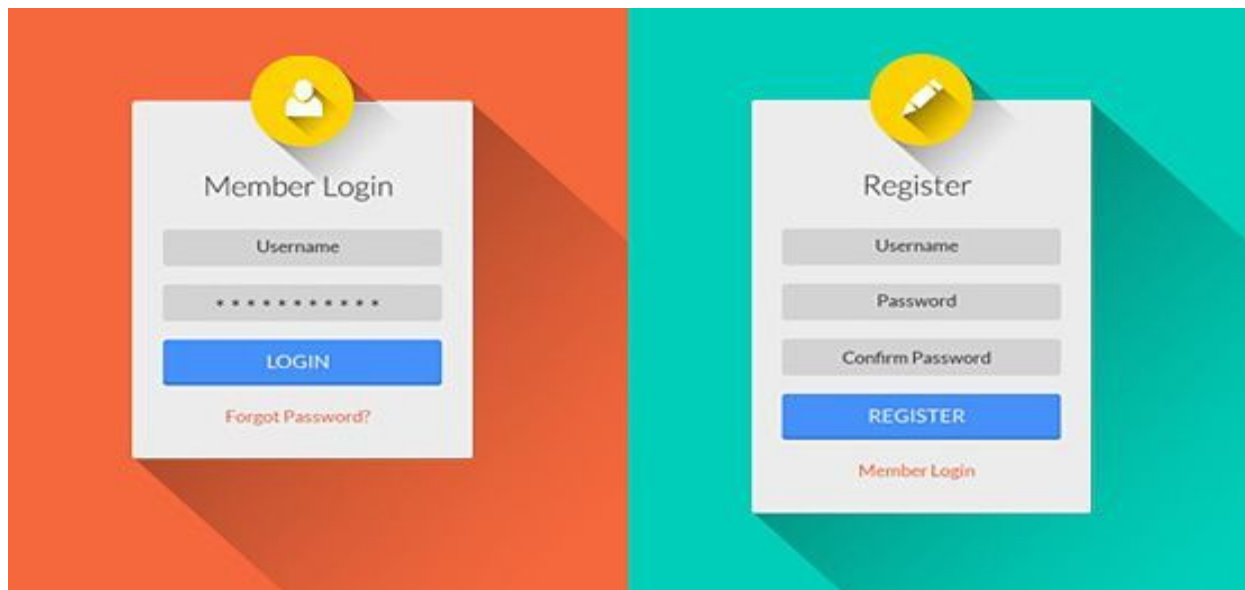 Member Login
Username
***********
LOGIN
Forgot Password?
Register
Username
Password
Confirm Password
REGISTER
Member Login